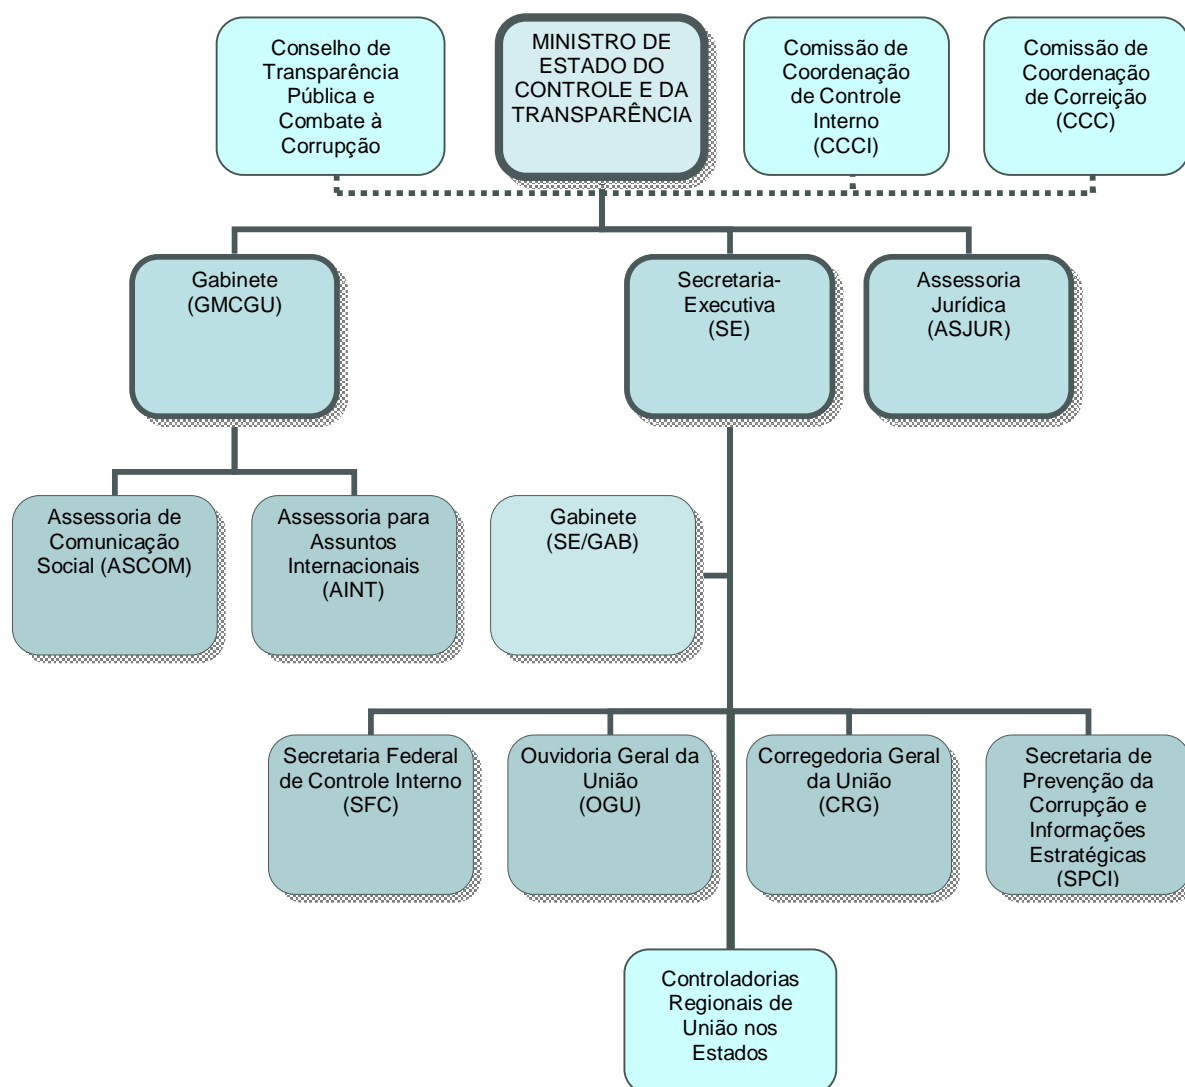 Conselho de
Transparência
Pública e
Combate à
Corrupção
MINISTRO DE
ESTADO DO
CONTROLE E DA
TRANSPARÊNCIA
Comissão de
Coordenação
de Controle
Interno
(CCCI)
Comissão de
Coordenação
de Correição
(CCC)
Gabinete
(GMCGU)
Secretaria-
Executiva
(SE)
Assessoria
Jurídica
(ASJUR)
Assessoria de
Comunicação
Social (ASCOM)
Assessoria para
Assuntos
Internacionais
(AINT)
Gabinete
(SE/GAB)
Secretaria Federal
de Controle Interno
(SFC)
Ouvidoria Geral da
União
(OGU)
Corregedoria Geral
da União
(CRG)
Secretaria de
Prevenção da
Corrupção e
Informações
Estratégicas
(SPCI)
Controladorias
Regionais de
União nos
Estados